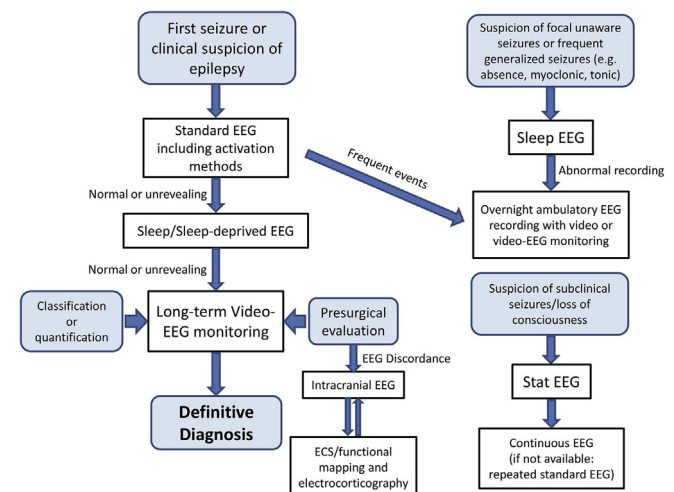 First seizure or
clinical suspicion of
epilepsy
Standard EEG
including activation
methods
Normal or unrevealing
Sleep/Sleep-deprived EEG
Normal or unrevealing
Classification
or
quantification
Long-term Video-
EEG monitoring
Presurgical
evaluation
EEG Discordance
Intracranial EEG
ECS/functional
mapping and
electrocorticography
Definitive
Diagnosis
Frequent events
Suspicion of focal unaware
seizures or frequent
generalized seizures (e.g.
absence, myoclonic, tonic)
Sleep EEG
Abnormal recording
Overnight ambulatory EEG
recording with video or
video-EEG monitoring
Suspicion of subclinical
seizures/loss of
consciousness
Stat EEG
Continuous EEG
(if not available:
repeated standard EEG)